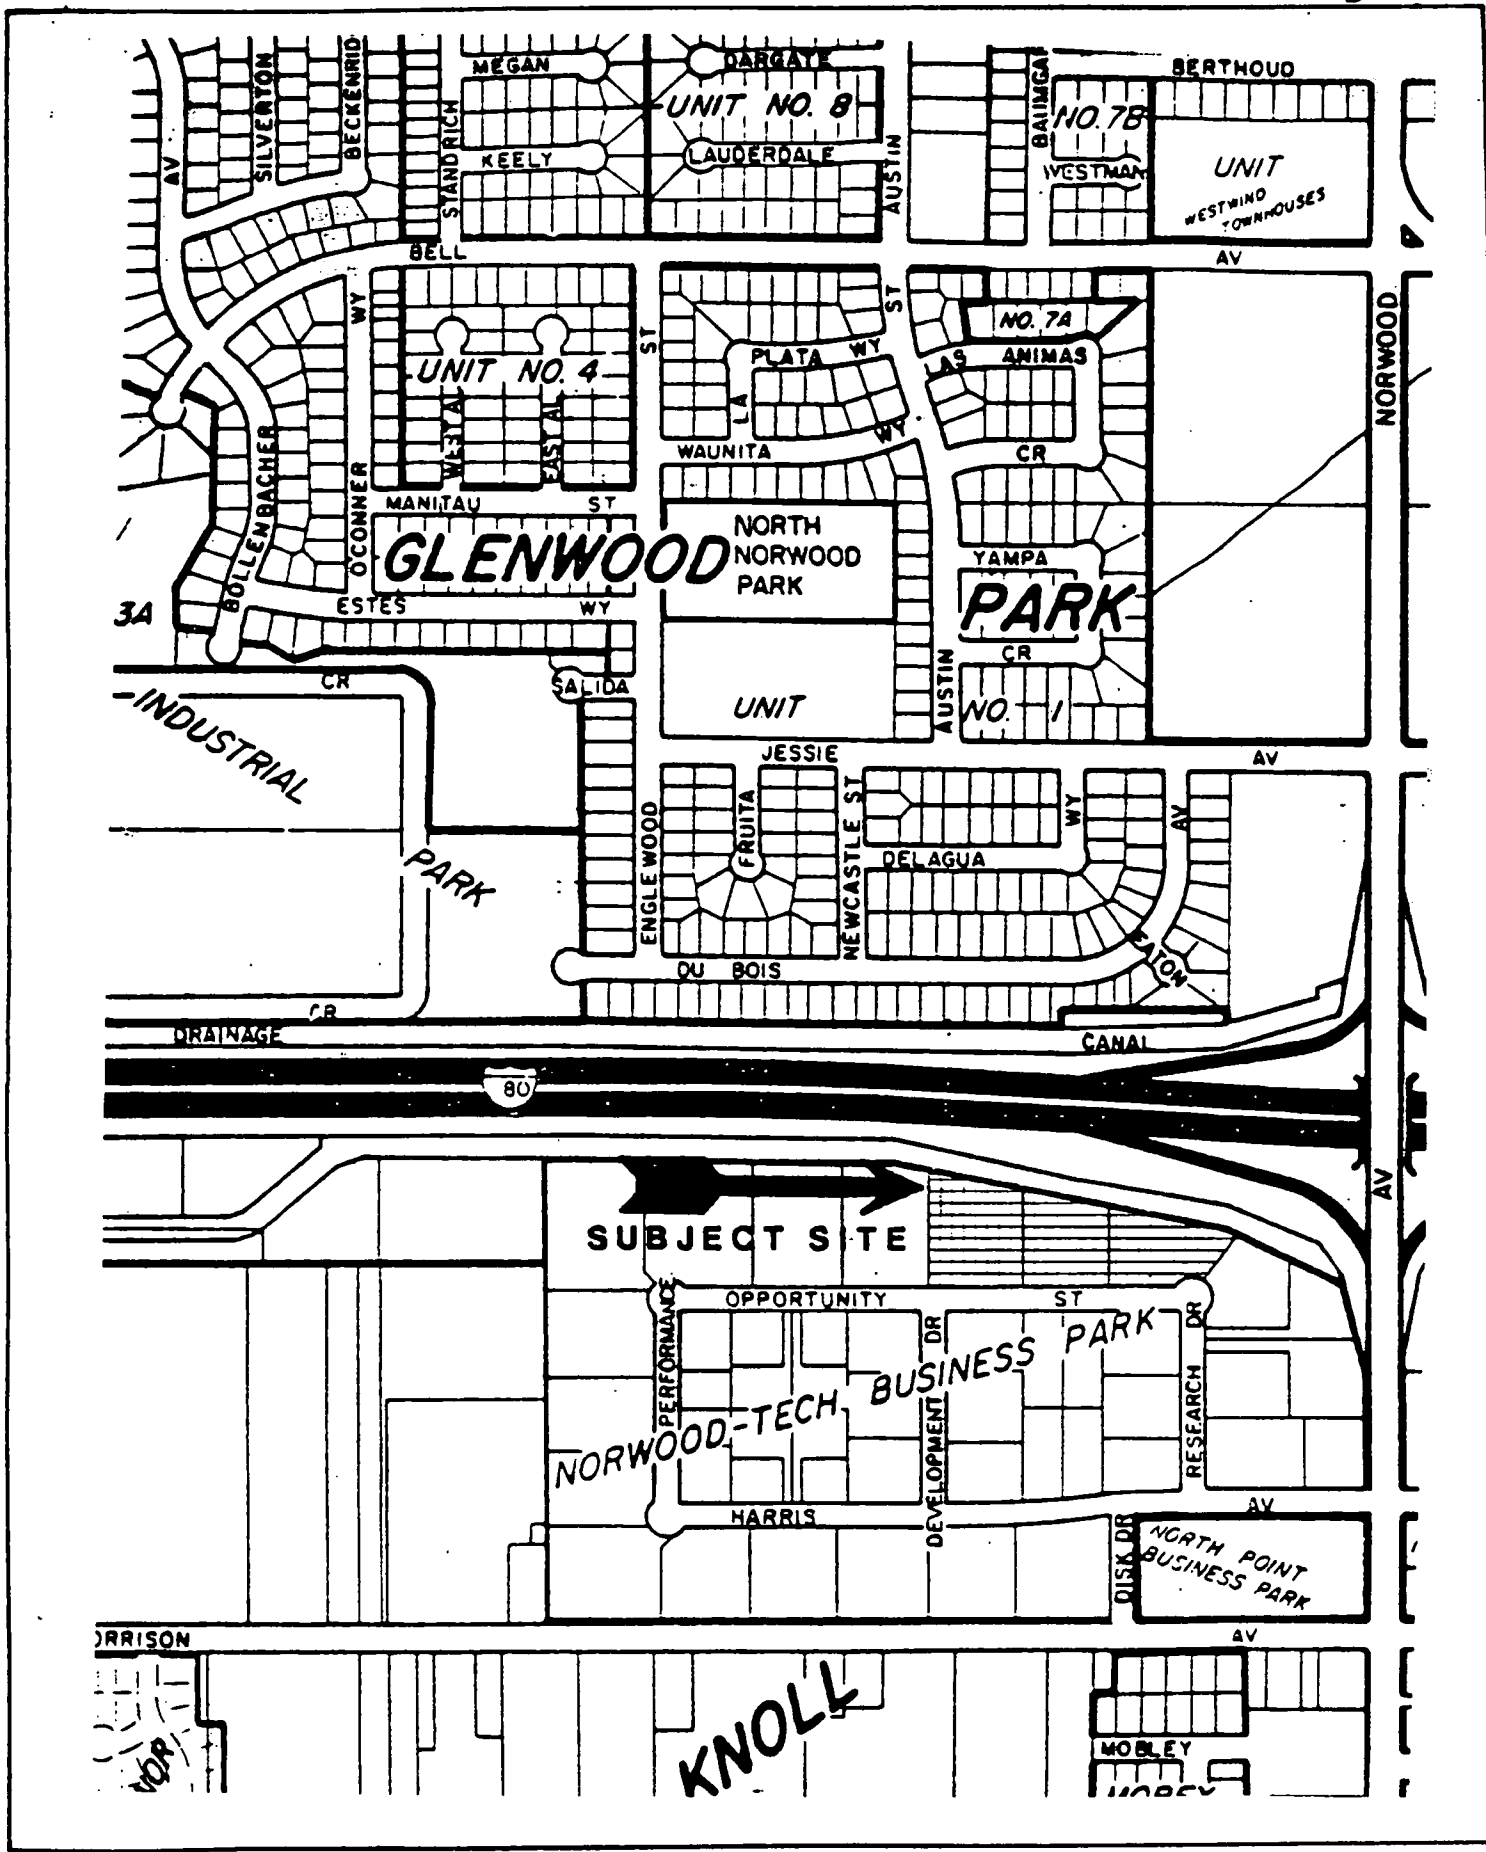 MEGAN
DARGATE
BERTHOUD
SILVERTON
BECKENRID
STANDRICH
UNIT NO. 8
NO. 7B
AV
KEELY
LAUDERDALE
AUSTIN
WESTMAN
UNIT
WESTWIND
TOWNHOUSES
BELL
AV
WY
ST
ST
NO. 7A
NORWOOD
UNIT NO. 4
PLATA WY
LAS ANIMAS
LA
WEST AL
EAST AL
WAUNITA
WY
CR
BOLLENBACHER
O'CONNER
MANITAU
ST
GLENWOOD
NORTH
NORWOOD
PARK
YAMPA
PARK
3A
ESTES
WY
CR
CR
SALIDA
AUSTIN
INDUSTRIAL
UNIT
NO. 1
JESSIE
AV
ENGLEWOOD
FRUITA
NEWCASTLE ST
WY
AV
PARK
DELAGUA
DU BOIS
EATON
CR
DRAINAGE
CANAL
80
AV
SUBJECT SITE
PERFORMANCE
OPPORTUNITY
ST
DR
DR
NORWOOD-TECH BUSINESS PARK
DEVELOPMENT
RESEARCH
HARRIS
AV
DISK DR
NORTH POINT
BUSINESS PARK
ORRISON
AV
KNOLL
MOBLEY